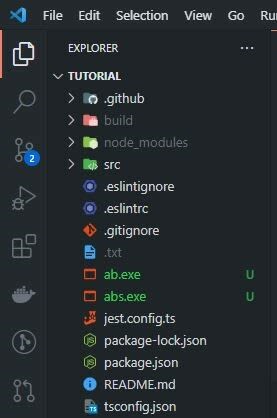 File Edit Selection View Go Run
EXPLORER
TUTORIAL
.github
build
node_modules
src
.eslintignore
.eslintrc
.gitignore
.txt
ab.exe U
abs.exe U
jest.config.ts
package-lock.json
package.json
README.md
tsconfig.json
2